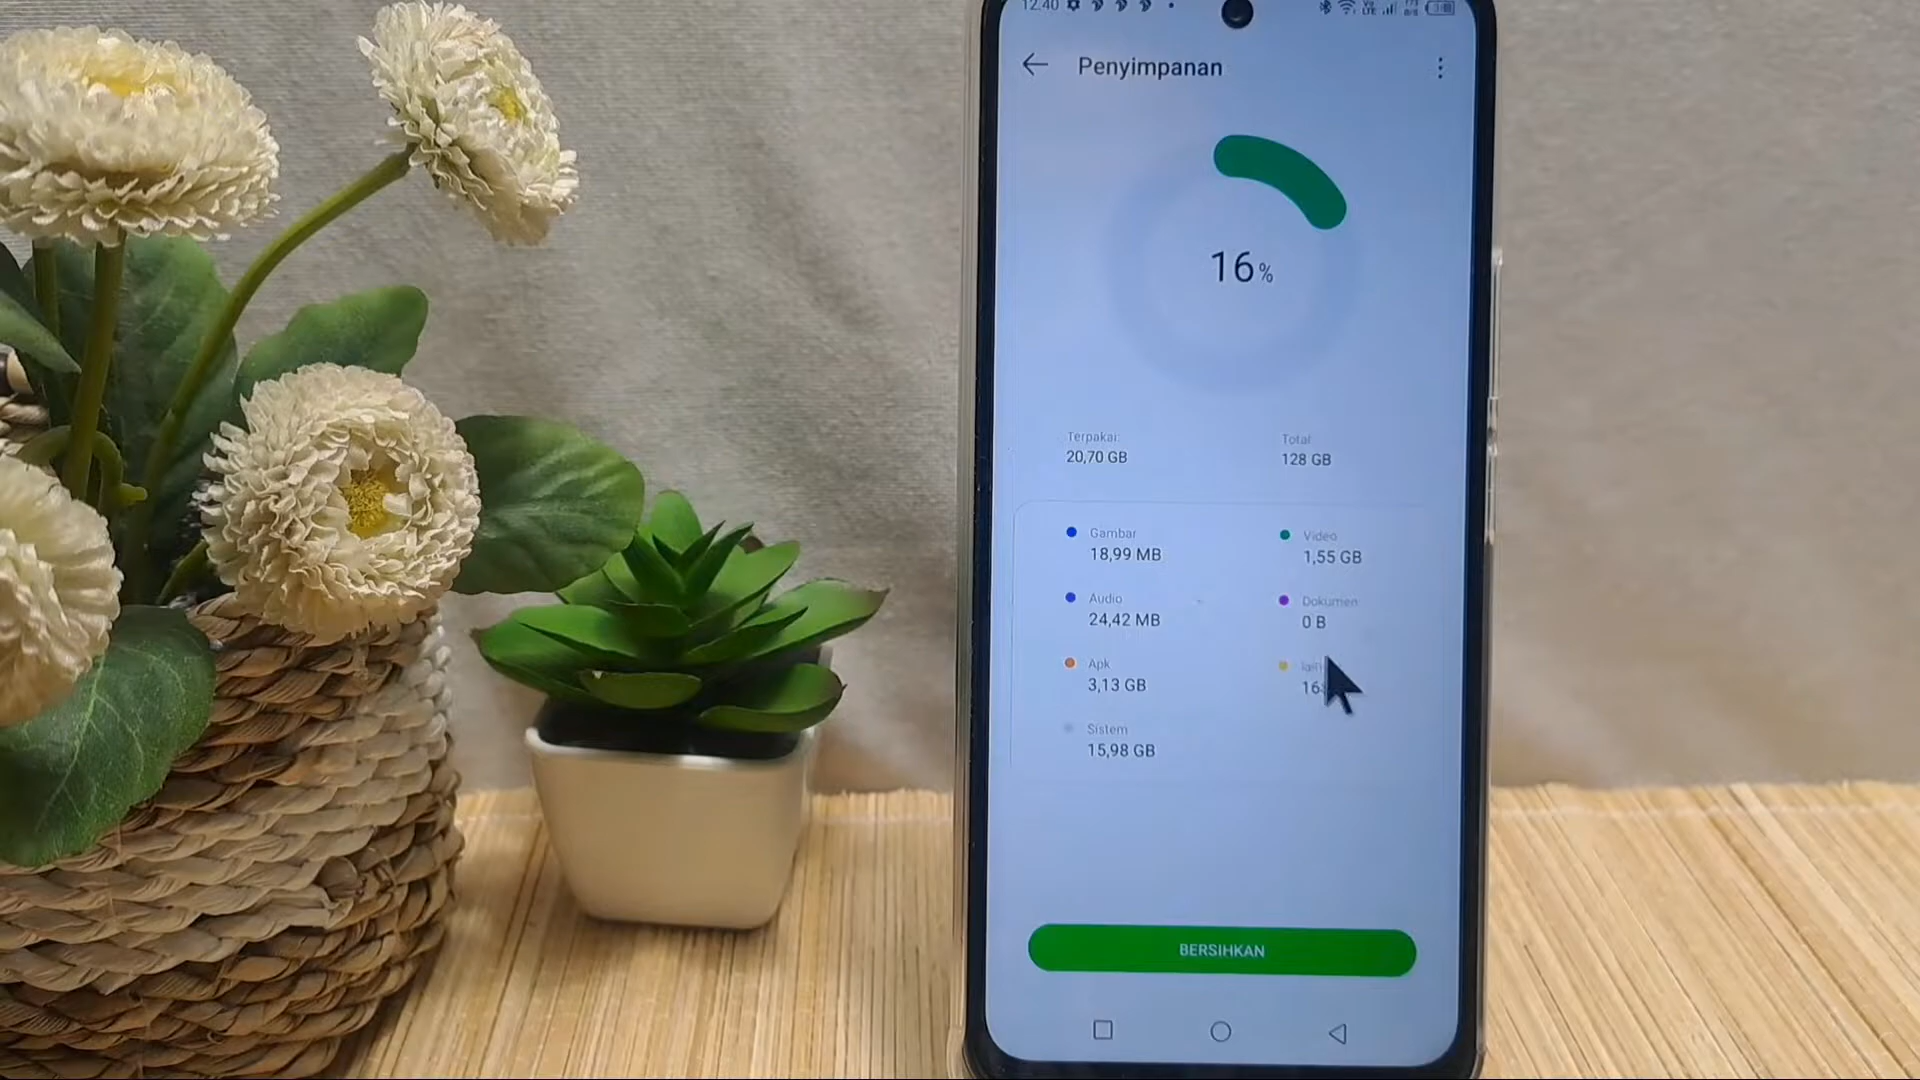 12.40
Penyimpanan
16%
Terpakai: Total
20,70 GB 128 GB
Gambar Video
18,99 MB 1,55 GB
Audio Dokumen
24,42 MB 0 B
Apk
3,13 GB
Sistem
15,98 GB
BERSIHKAN